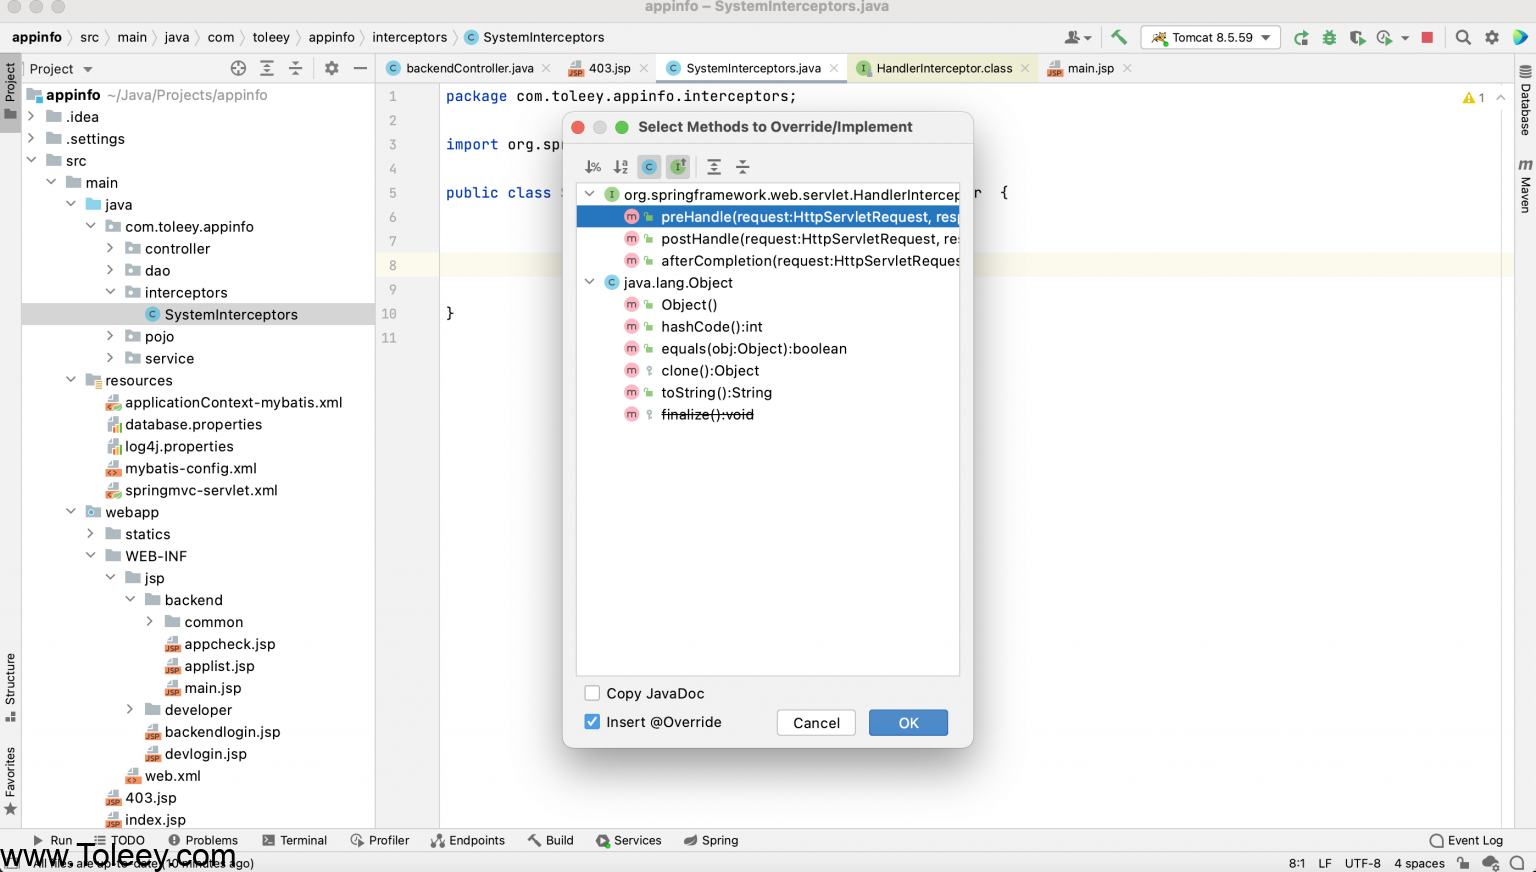 appinfo – SystemInterceptors.java
appinfo src main java com toleey appinfo interceptors SystemInterceptors
Tomcat 8.5.59
Project
backendController.java 403.jsp SystemInterceptors.java HandlerInterceptor.class main.jsp
Project
Structure
Favorites
appinfo ~/Java/Projects/appinfo
.idea
.settings
src
main
java
com.toleey.appinfo
controller
dao
interceptors
SystemInterceptors
pojo
service
resources
applicationContext-mybatis.xml
database.properties
log4j.properties
mybatis-config.xml
springmvc-servlet.xml
webapp
statics
WEB-INF
jsp
backend
common
appcheck.jsp
applist.jsp
main.jsp
developer
backendlogin.jsp
devlogin.jsp
web.xml
403.jsp
index.jsp
1 package com.toleey.appinfo.interceptors;
2
3 import org.spr
4
5 public class S r {
6
7
8
9
10 }
11
1
Select Methods to Override/Implement
org.springframework.web.servlet.HandlerIntercep
preHandle(request:HttpServletRequest, resp
postHandle(request:HttpServletRequest, res
afterCompletion(request:HttpServletReques
java.lang.Object
Object()
hashCode():int
equals(obj:Object):boolean
clone():Object
toString():String
finalize():void
Copy JavaDoc
Insert @Override
Cancel OK
Database
m Maven
Run TODO Problems Terminal Profiler Endpoints Build Services Spring Event Log
www.Toleey.com
All files are up-to-date (10 minutes ago)
8:1 LF UTF-8 4 spaces